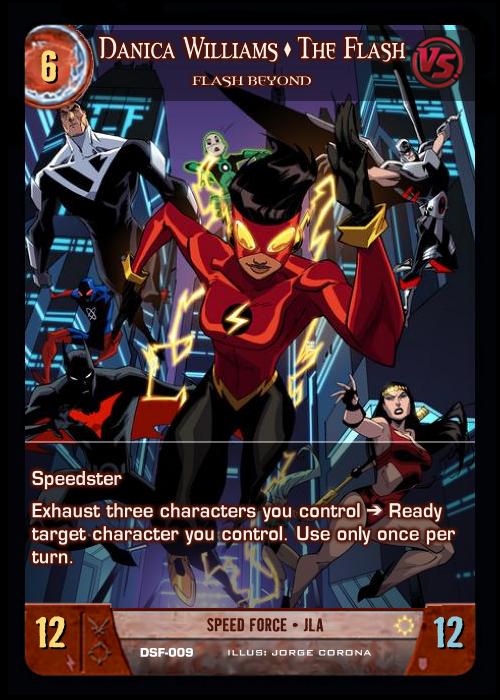 6
DANICA WILLIAMS ♦ THE FLASH
VS
FLASH BEYOND
Speedster
Exhaust three characters you control ➔ Ready
target character you control. Use only once per
turn.
12
SPEED FORCE • JLA
12
DSF-009 ILLUS: JORGE CORONA